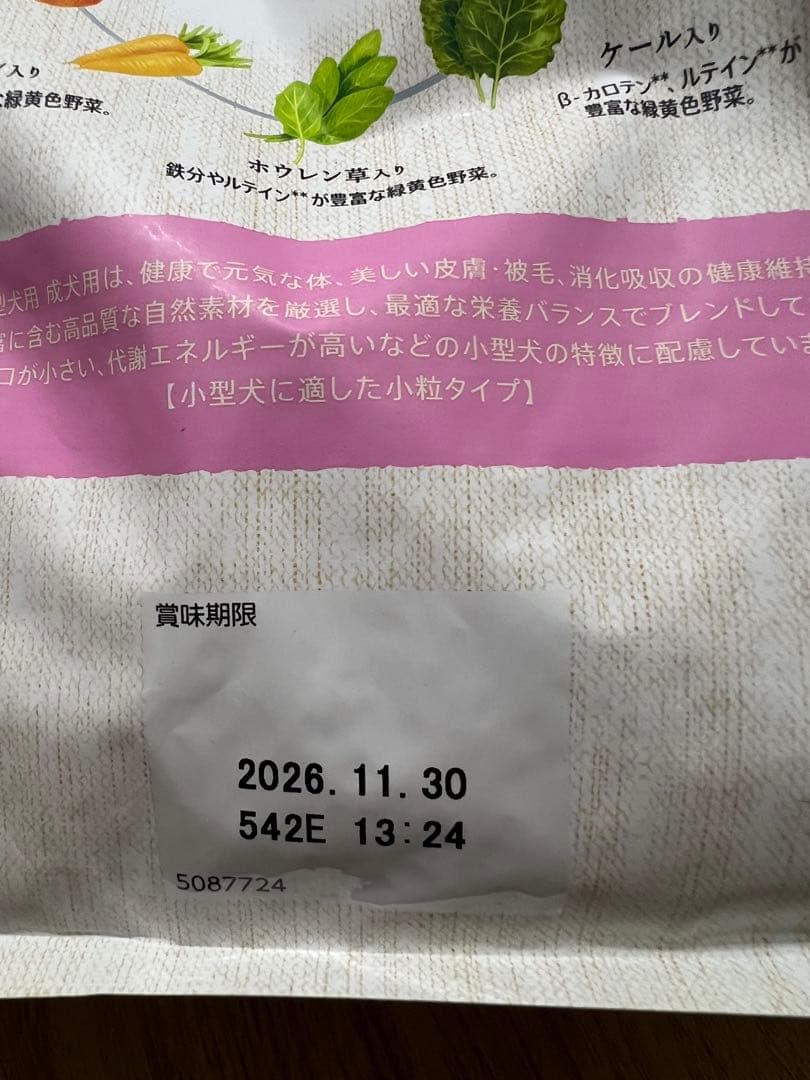 ケール入り
β-カロテン**、ルテイン**が
豊富な緑黄色野菜。
入り
緑黄色野菜。
ホウレン草入り
鉄分やルテイン**が豊富な緑黄色野菜。
型犬用 成犬用は、健康で元気な体、美しい皮膚・被毛、消化吸収の健康維持
富に含む高品質な自然素材を厳選し、最適な栄養バランスでブレンドして
口が小さい、代謝エネルギーが高いなどの小型犬の特徴に配慮していま
【小型犬に適した小粒タイプ】
賞味期限
2026.11.30
542E 13:24
5087724